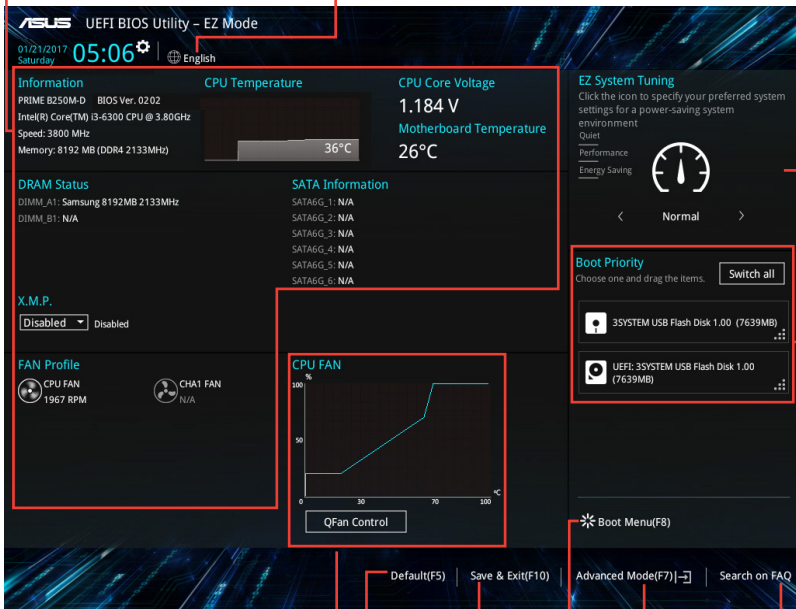 ASUS UEFI BIOS Utility – EZ Mode
01/21/2017
Saturday
05:06
English
Information
PRIME B250M-D BIOS Ver. 0202
Intel(R) Core(TM) i3-6300 CPU @ 3.80GHz
Speed: 3800 MHz
Memory: 8192 MB (DDR4 2133MHz)
CPU Temperature
36°C
CPU Core Voltage
1.184 V
Motherboard Temperature
26°C
EZ System Tuning
Click the icon to specify your preferred system
settings for a power-saving system
environment
Quiet
Performance
Energy Saving
< Normal >
DRAM Status
DIMM_A1: Samsung 8192MB 2133MHz
DIMM_B1: N/A
SATA Information
SATA6G_1: N/A
SATA6G_2: N/A
SATA6G_3: N/A
SATA6G_4: N/A
SATA6G_5: N/A
SATA6G_6: N/A
X.M.P.
Disabled Disabled
Boot Priority
Choose one and drag the items.
Switch all
3SYSTEM USB Flash Disk 1.00 (7639MB)
UEFI: 3SYSTEM USB Flash Disk 1.00
(7639MB)
FAN Profile
CPU FAN
1967 RPM
CHA1 FAN
N/A
CPU FAN
%
100
50
°C
0 30 70 100
QFan Control
Boot Menu(F8)
Default(F5) | Save & Exit(F10) | Advanced Mode(F7)| | Search on FAQ